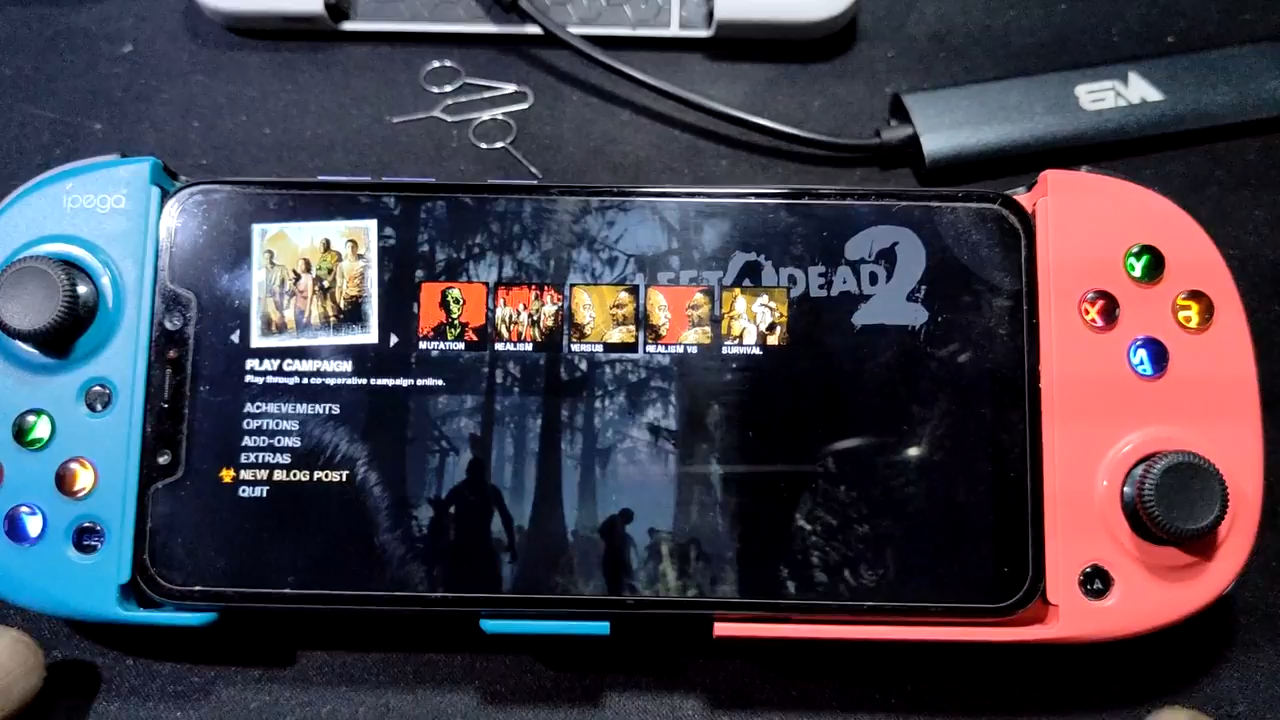 ipega
LEFT 4 DEAD 2
MUTATION
REALISM
VERSUS
REALISM VS
SURVIVAL
PLAY CAMPAIGN
Play through a co-operative campaign online.
ACHIEVEMENTS
OPTIONS
ADD-ONS
EXTRAS
NEW BLOG POST
QUIT
Y
X
B
A